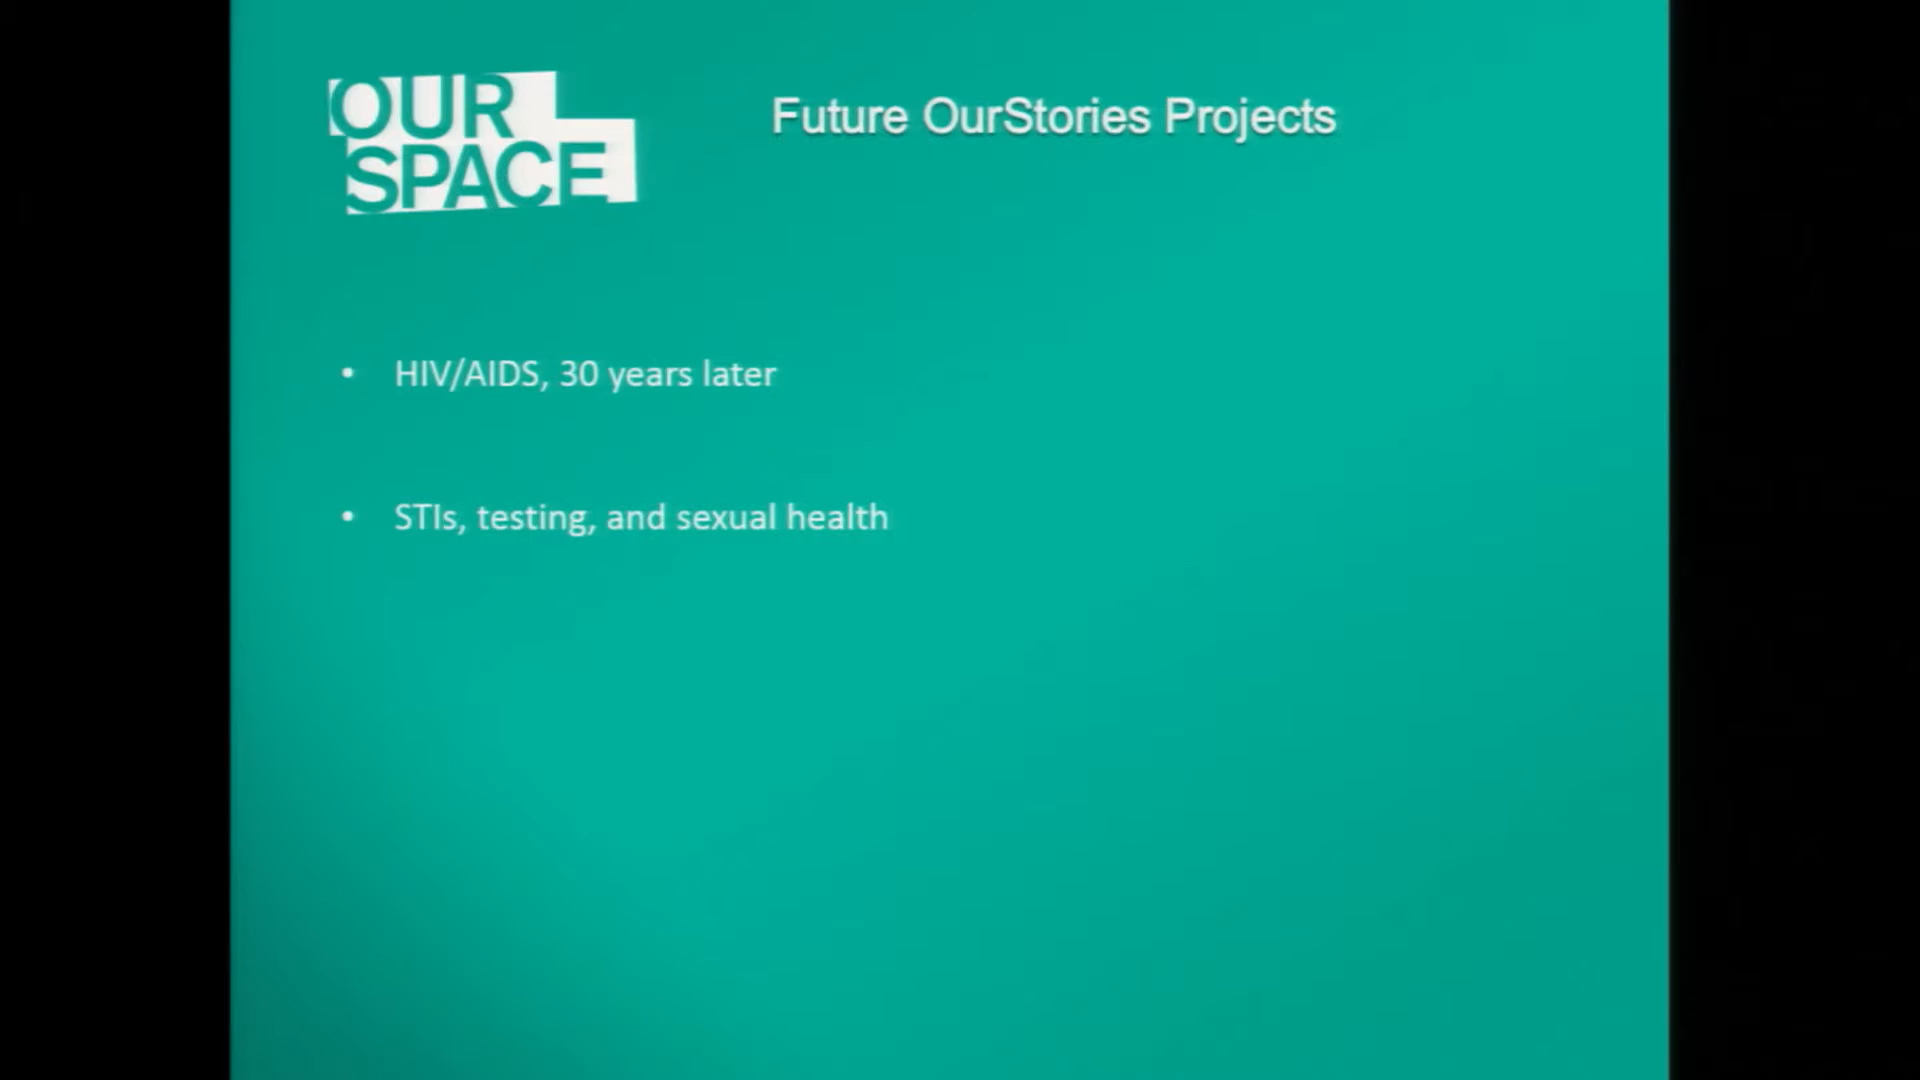 OUR
SPACE
Future OurStories Projects
• HIV/AIDS, 30 years later
• STIs, testing, and sexual health